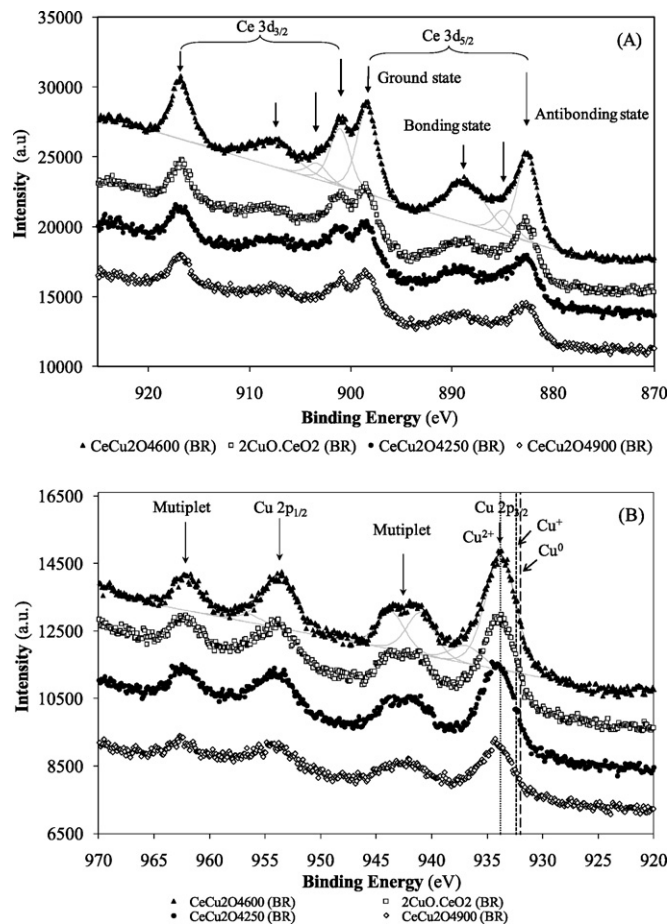 Ce 3d3/2
Ce 3d5/2
(A)
Ground state
Antibonding state
Bonding state
35000
30000
25000
20000
15000
10000
Intensity (a.u)
920
910
900
890
880
870
Binding Energy (eV)
▲ CeCu2O4600 (BR) □ 2CuO.CeO2 (BR) ● CeCu2O4250 (BR) ◇ CeCu2O4900 (BR)
(B)
Mutiplet
Cu 2p1/2
Mutiplet
Cu 2p3/2
Cu2+
Cu+
Cu0
16500
14500
12500
10500
8500
6500
Intensity (a.u.)
970
965
960
955
950
945
940
935
930
925
920
Binding Energy (eV)
▲ CeCu2O4600 (BR) □ 2CuO.CeO2 (BR)
● CeCu2O4250 (BR) ◇ CeCu2O4900 (BR)